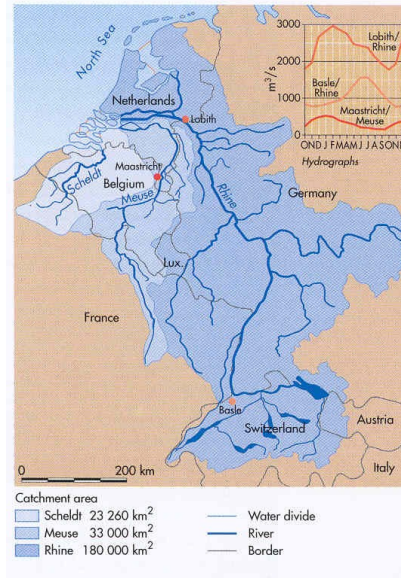 North Sea
Netherlands
Lobith
Maastricht
Scheldt
Belgium
Meuse
Rhine
Germany
Lux.
France
Basle
Switzerland
Austria
Italy
m³/s
3000
2000
1000
0
Lobith/
Rhine
Basle/
Rhine
Maastricht/
Meuse
O N D J F M A M J J A S O N
Hydrographs
0 200 km
Catchment area
Scheldt 23 260 km²
Meuse 33 000 km²
Rhine 180 000 km²
Water divide
River
Border